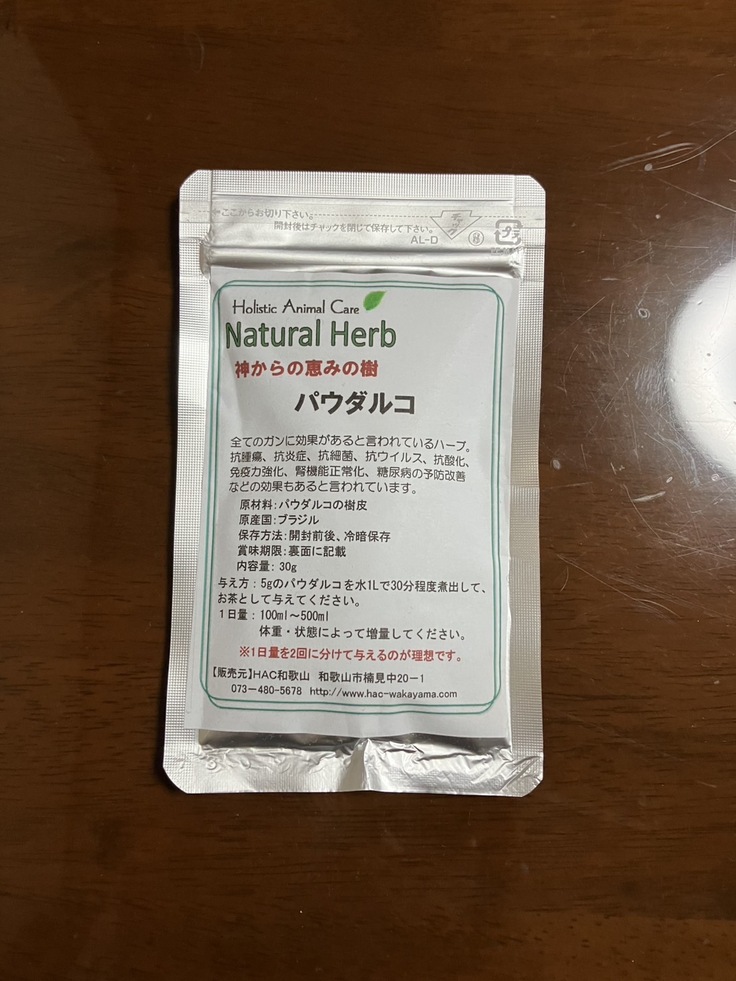 ここからお切り下さい。
開封後はチャックを閉じて保存して下さい。
チャック
AL-D
プラ
Holistic Animal Care
Natural Herb
神からの恵みの樹
パウダルコ
全てのガンに効果があると言われているハーブ。
抗腫瘍、抗炎症、抗細菌、抗ウイルス、抗酸化、
免疫力強化、腎機能正常化、糖尿病の予防改善
などの効果もあると言われています。
原材料：パウダルコの樹皮
原産国：ブラジル
保存方法：開封前後、冷暗保存
賞味期限：裏面に記載
内容量： 30g
与え方：5gのパウダルコを水1Lで30分程度煮出して、
お茶として与えてください。
1日量：100ml～500ml
体重・状態によって増量してください。
※1日量を2回に分けて与えるのが理想です。
【販売元】HAC和歌山 和歌山市楠見中20－1
073－480-5678 http://www.hac-wakayama.com